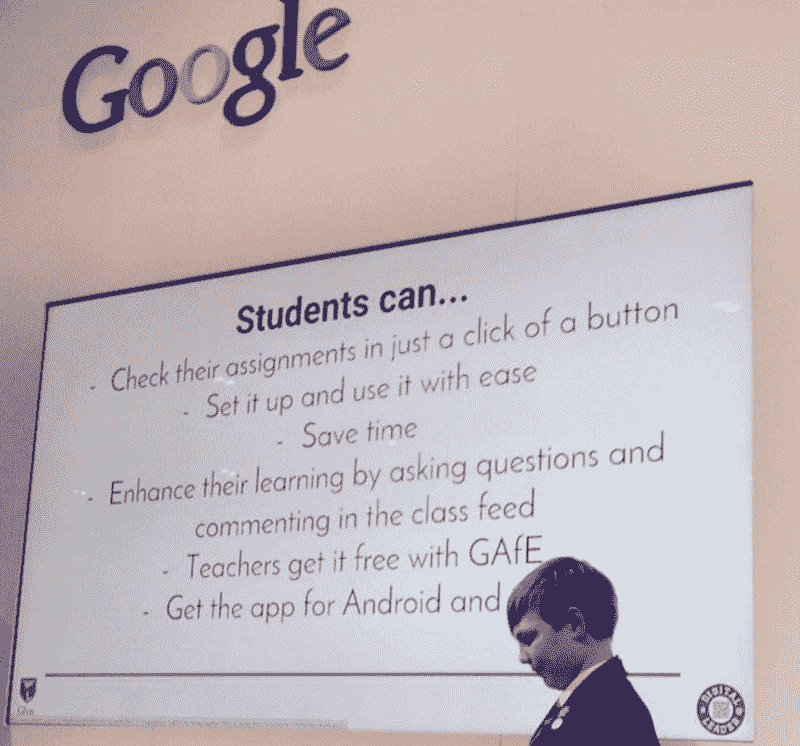 Google
Students can...
- Check their assignments in just a click of a button
- Set it up and use it with ease
- Save time
- Enhance their learning by asking questions and
commenting in the class feed
- Teachers get it free with GAfE
- Get the app for Android and
Glyn
DIGITAL
LEADER